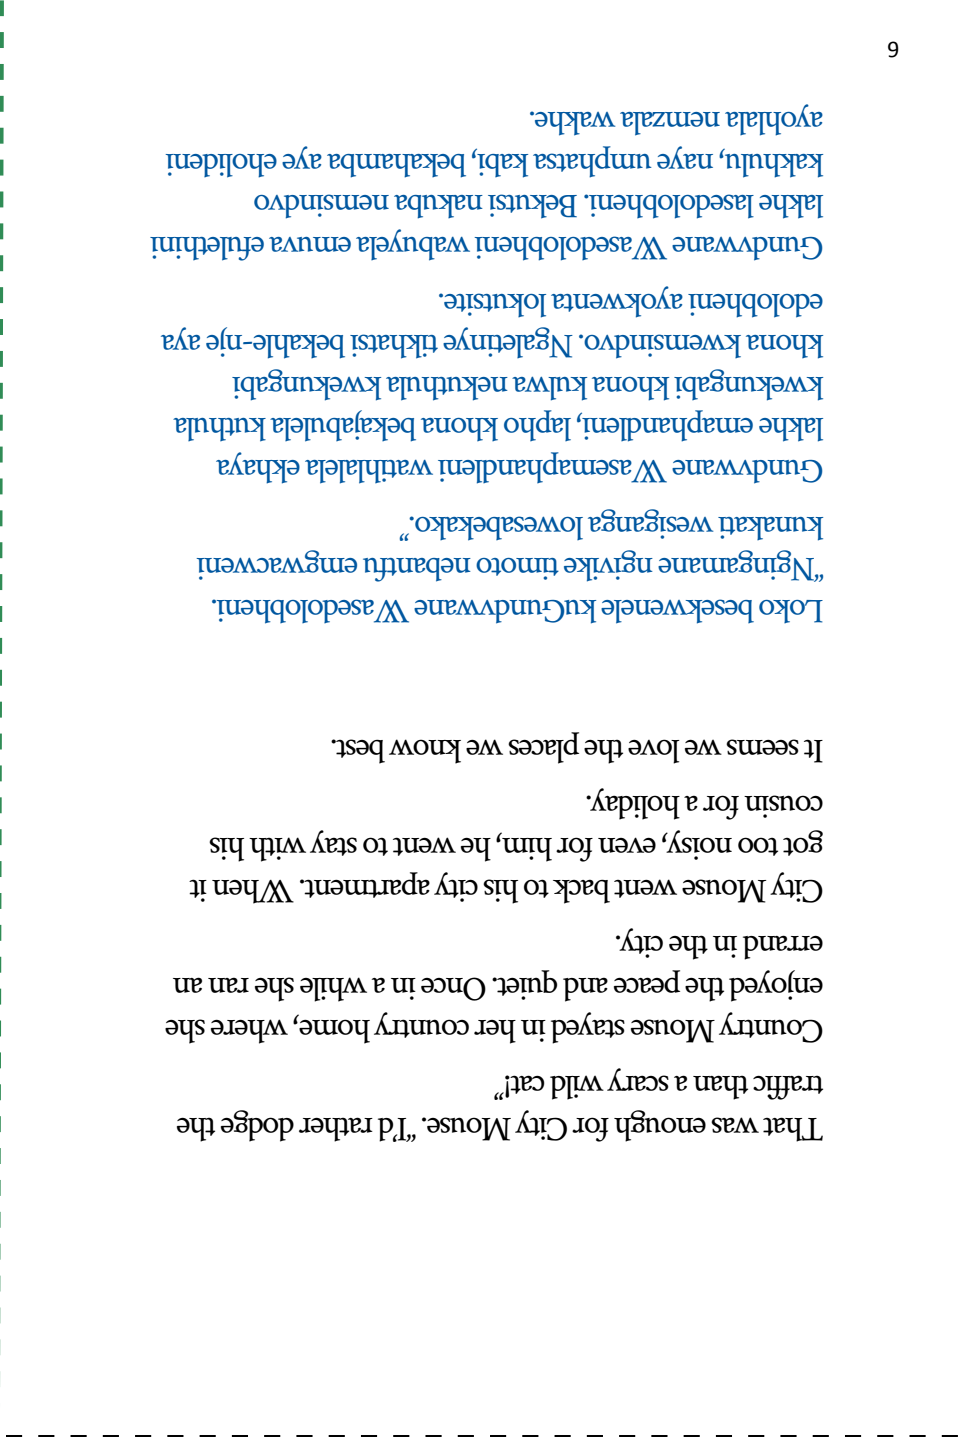 That was enough for City Mouse. “I’d rather dodge the
traffic than a scary wild cat!”
Country Mouse stayed in her country home, where she
enjoyed the peace and quiet. Once in a while she ran an
errand in the city.
City Mouse went back to his city apartment. When it
got too noisy, even for him, he went to stay with his
cousin for a holiday.
It seems we love the places we know best.
Loko besekwenele kuGundvwane Wasedolobheni.
“Ngingamane ngivike timoto nebantfu emgwacweni
kunakati wesiganga lowesabekako.”
Gundvwane Wasemaphandleni watihlalela ekhaya
lakhe emaphandleni, lapho khona bekajabulela kuthula
kwekungabi khona kulwa nekuthula kwekungabi
khona kwemsindvo. Ngaletinye tikhatsi bekahle-nje aya
edolobheni ayokwenta lokutsite.
Gundvwane Wasedolobheni wabuyela emuva efulethini
lakhe lasedolobheni. Bekutsi nakuba nemsindvo
kakhulu, naye umphatsa kabi, bekahamba aye eholideni
ayohlala nemzala wakhe.
6